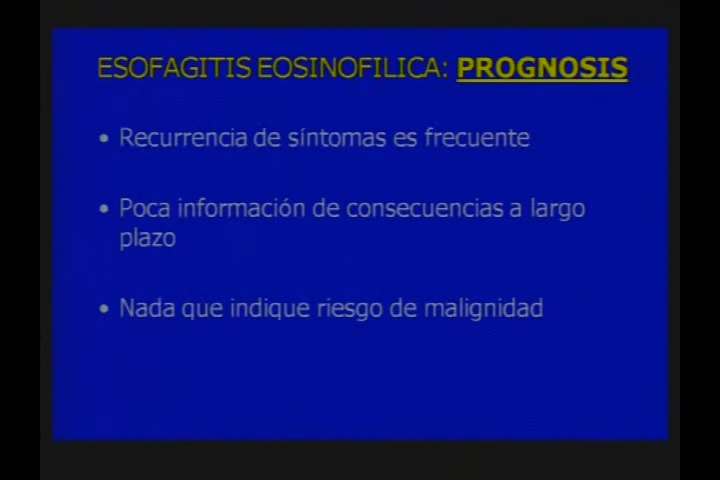 ESOFAGITIS EOSINOFILICA: PROGNOSIS
• Recurrencia de síntomas es frecuente
• Poca información de consecuencias a largo
plazo
• Nada que indique riesgo de malignidad